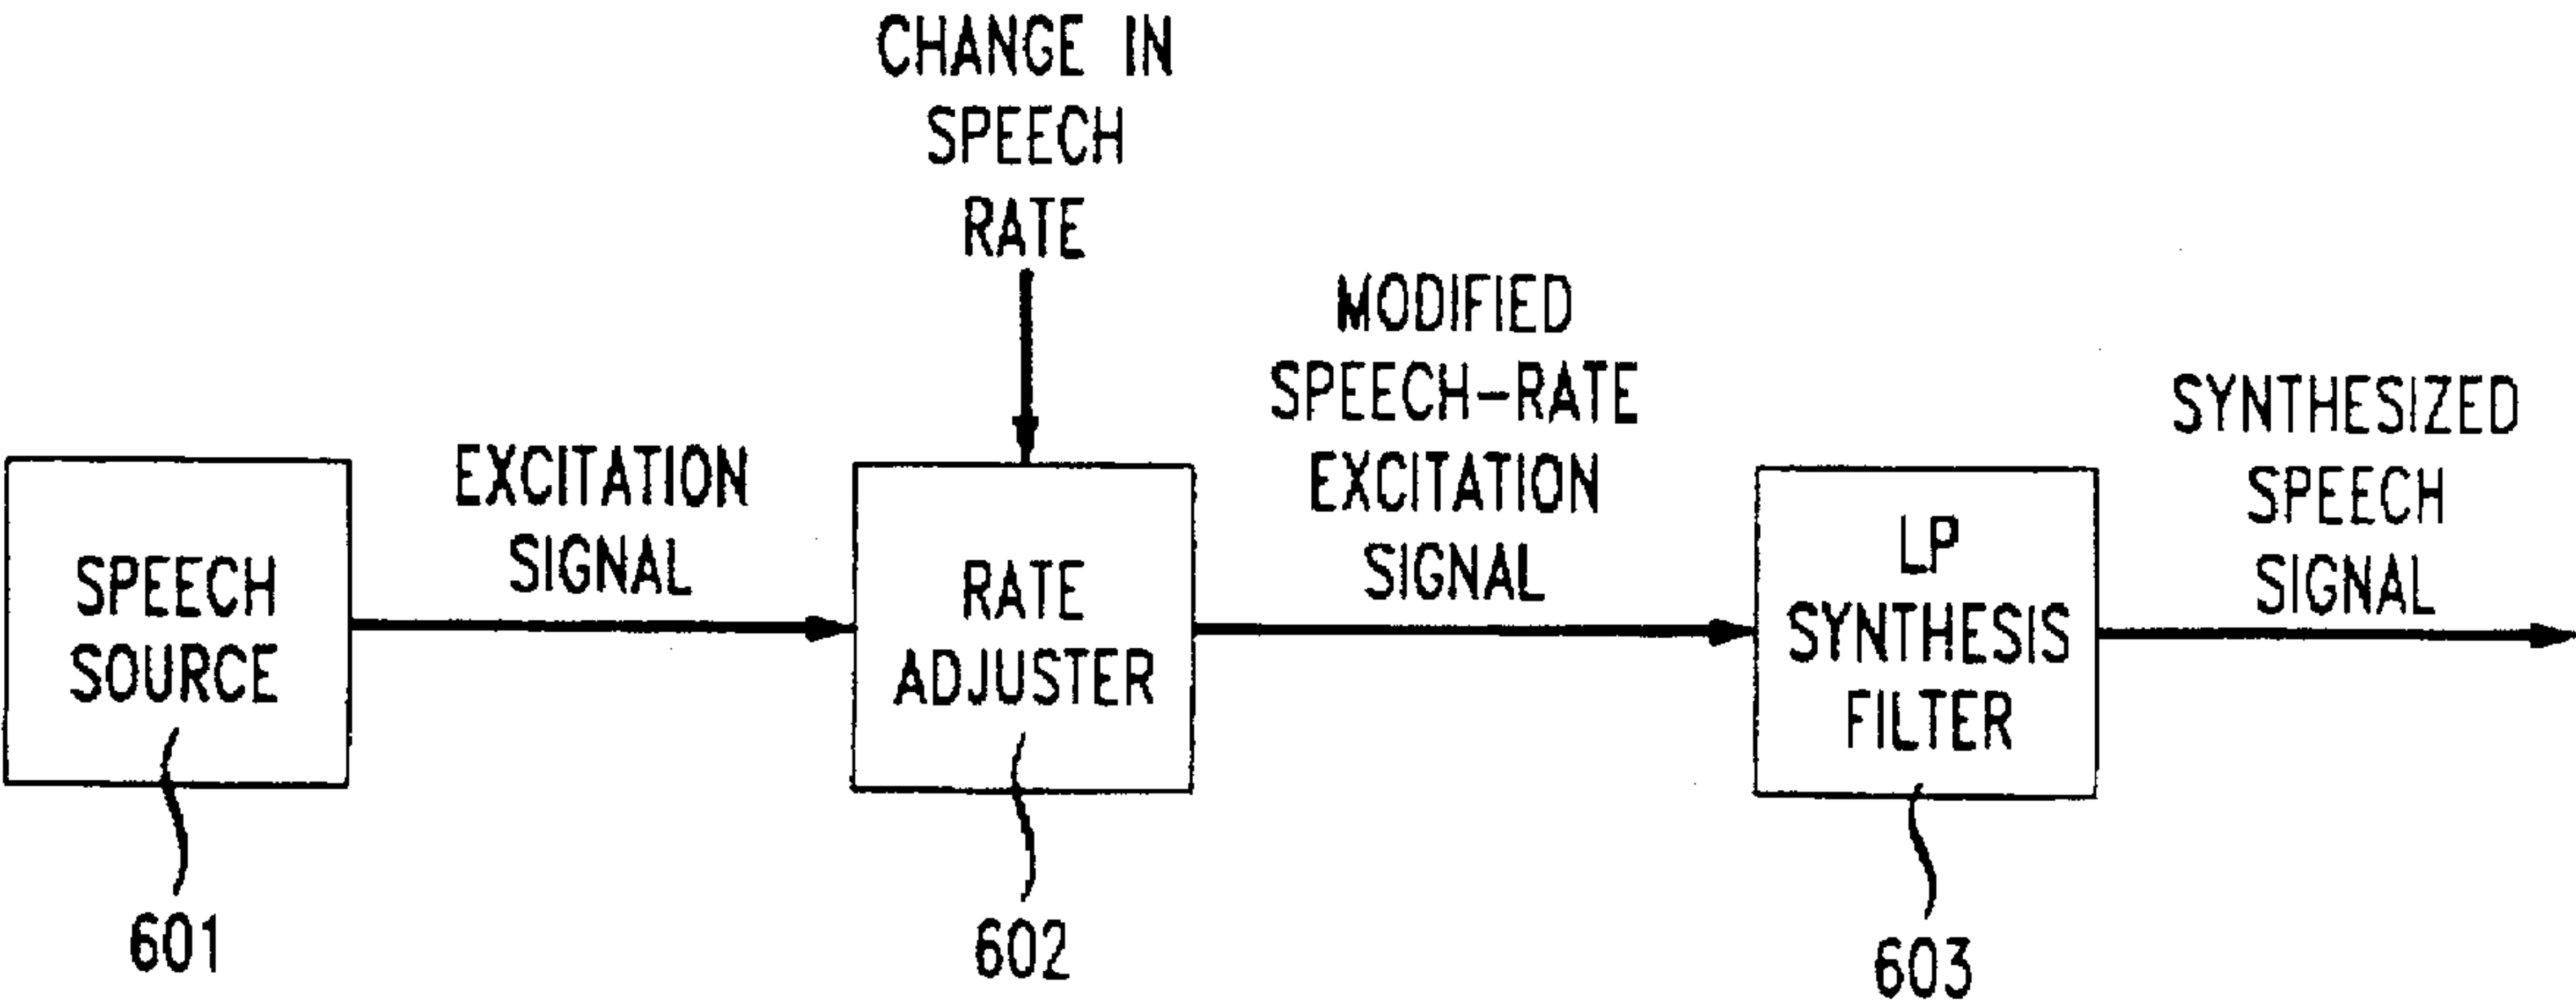 CHANGE IN
SPEECH
RATE
EXCITATION
SIGNAL
MODIFIED
SPEECH-RATE
EXCITATION
SIGNAL
SYNTHESIZED
SPEECH
SIGNAL
SPEECH
SOURCE
RATE
ADJUSTER
LP
SYNTHESIS
FILTER
601
602
603